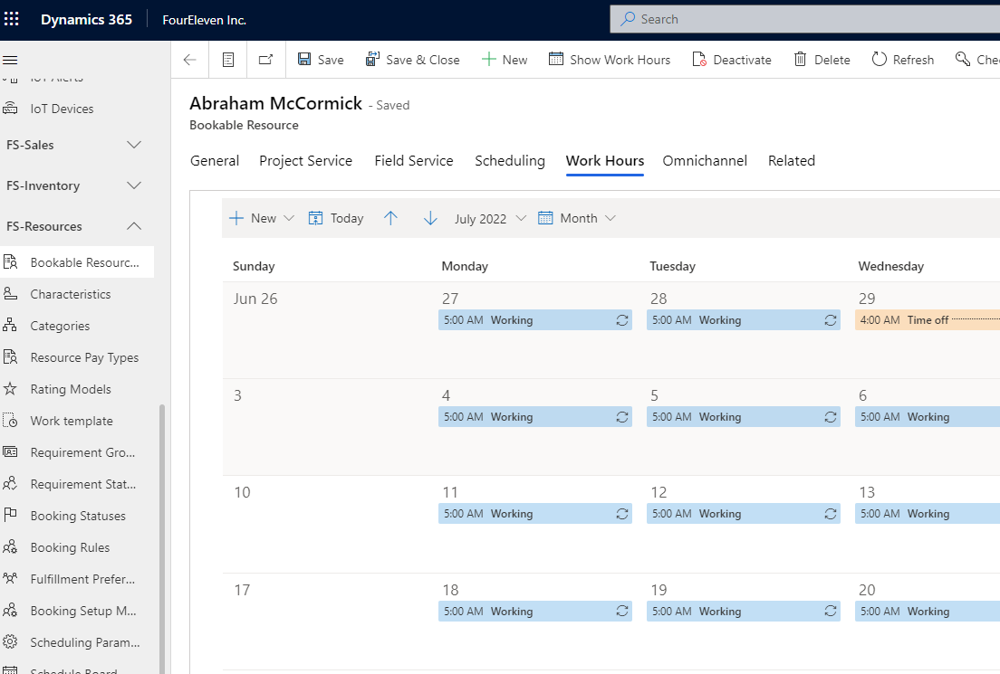 Dynamics 365 FourEleven Inc. Search
Save Save & Close New Show Work Hours Deactivate Delete Refresh Che
IoT Alerts
IoT Devices
FS-Sales
FS-Inventory
FS-Resources
Bookable Resourc...
Characteristics
Categories
Resource Pay Types
Rating Models
Work template
Requirement Gro...
Requirement Stat...
Booking Statuses
Booking Rules
Fulfillment Prefer...
Booking Setup M...
Scheduling Param...
Schedule Board
Abraham McCormick - Saved
Bookable Resource
General Project Service Field Service Scheduling Work Hours Omnichannel Related
New Today July 2022 Month
Sunday Monday Tuesday Wednesday
Jun 26 27 28 29
5:00 AM Working 5:00 AM Working 4:00 AM Time off
3 4 5 6
5:00 AM Working 5:00 AM Working 5:00 AM Working
10 11 12 13
5:00 AM Working 5:00 AM Working 5:00 AM Working
17 18 19 20
5:00 AM Working 5:00 AM Working 5:00 AM Working